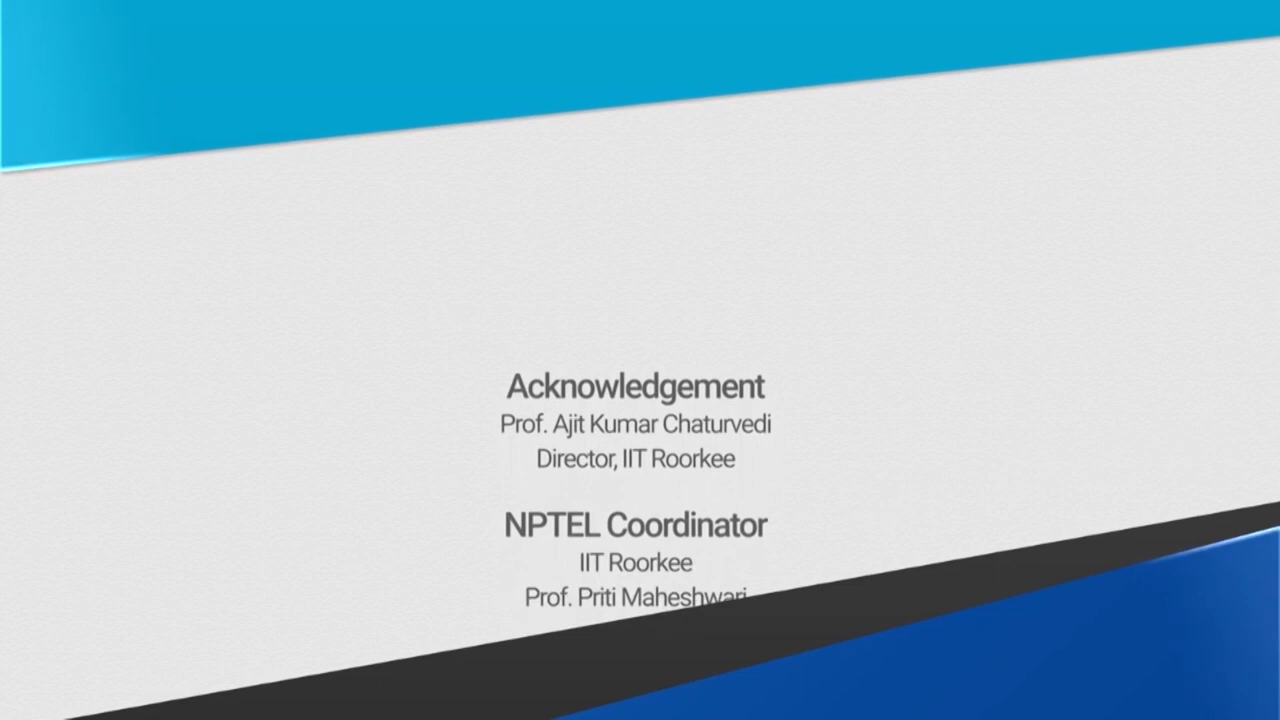 Acknowledgement
Prof. Ajit Kumar Chaturvedi
Director, IIT Roorkee
NPTEL Coordinator
IIT Roorkee
Prof. Priti Maheshwari